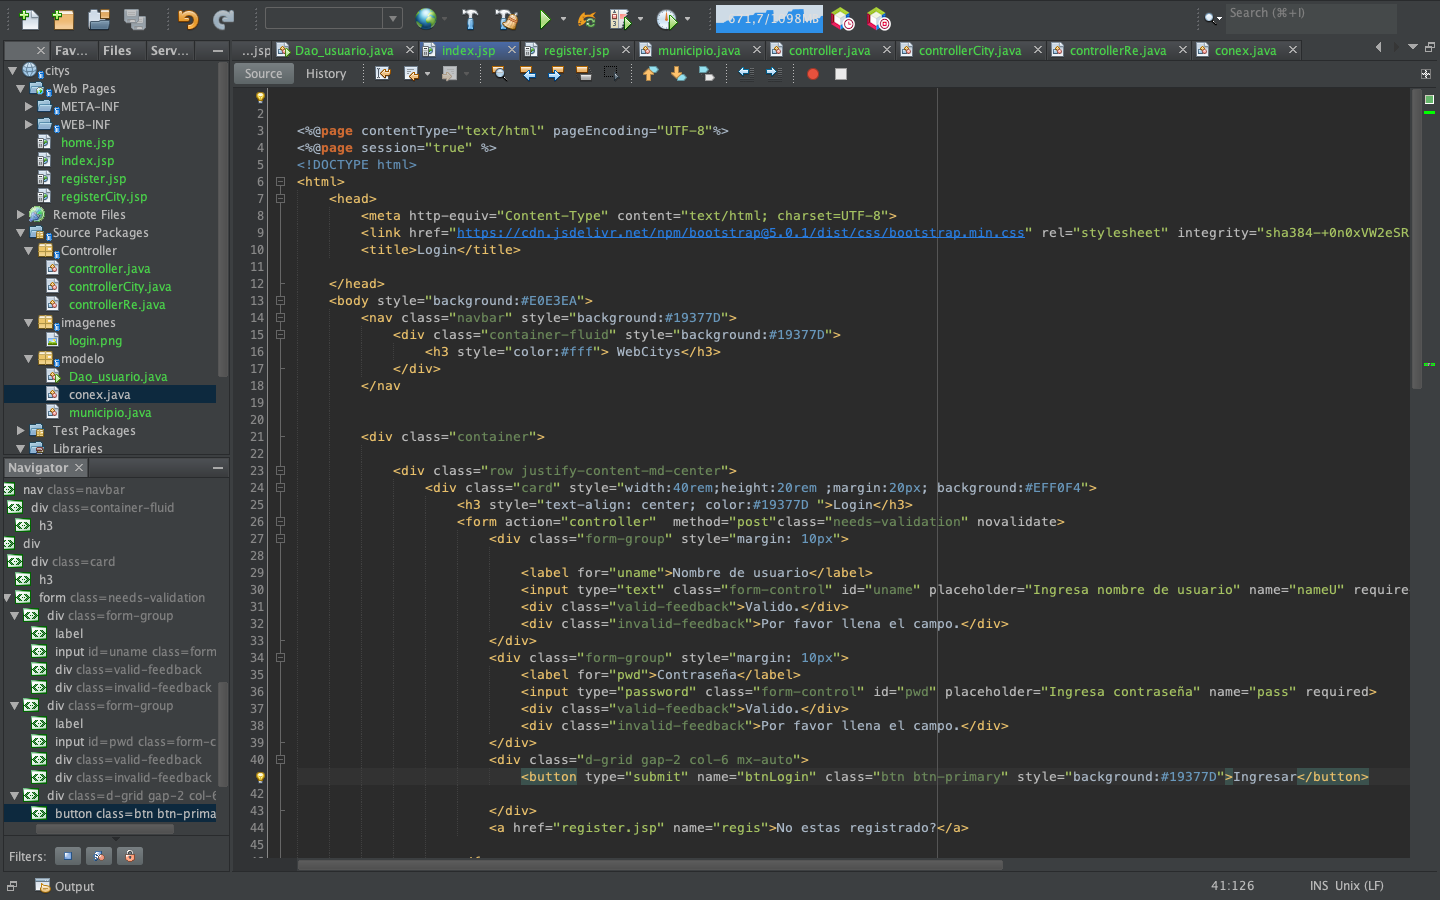 671,7/1098MB
Search (⌘+I)
Fav... Files Serv...
...jsp Dao_usuario.java index.jsp register.jsp municipio.java controller.java controllerCity.java controllerRe.java conex.java
Source History
citys
Web Pages
META-INF
WEB-INF
home.jsp
index.jsp
register.jsp
registerCity.jsp
Remote Files
Source Packages
Controller
controller.java
controllerCity.java
controllerRe.java
imagenes
login.png
modelo
Dao_usuario.java
conex.java
municipio.java
Test Packages
Libraries
Navigator
nav class=navbar
div class=container-fluid
h3
div
div class=card
h3
form class=needs-validation
div class=form-group
label
input id=uname class=form
div class=valid-feedback
div class=invalid-feedback
div class=form-group
label
input id=pwd class=form-c
div class=valid-feedback
div class=invalid-feedback
div class=d-grid gap-2 col-6
button class=btn btn-prima
Filters:
2
3 <%@page contentType="text/html" pageEncoding="UTF-8"%>
4 <%@page session="true" %>
5 <!DOCTYPE html>
6 <html>
7 <head>
8 <meta http-equiv="Content-Type" content="text/html; charset=UTF-8">
9 <link href="https://cdn.jsdelivr.net/npm/bootstrap@5.0.1/dist/css/bootstrap.min.css" rel="stylesheet" integrity="sha384-+0n0xVW2eSR
10 <title>Login</title>
11
12 </head>
13 <body style="background:#E0E3EA">
14 <nav class="navbar" style="background:#19377D">
15 <div class="container-fluid" style="background:#19377D">
16 <h3 style="color:#fff"> WebCitys</h3>
17 </div>
18 </nav
19
20
21 <div class="container">
22
23 <div class="row justify-content-md-center">
24 <div class="card" style="width:40rem;height:20rem ;margin:20px; background:#EFF0F4">
25 <h3 style="text-align: center; color:#19377D ">Login</h3>
26 <form action="controller"  method="post"class="needs-validation" novalidate>
27 <div class="form-group" style="margin: 10px">
28
29 <label for="uname">Nombre de usuario</label>
30 <input type="text" class="form-control" id="uname" placeholder="Ingresa nombre de usuario" name="nameU" require
31 <div class="valid-feedback">Valido.</div>
32 <div class="invalid-feedback">Por favor llena el campo.</div>
33 </div>
34 <div class="form-group" style="margin: 10px">
35 <label for="pwd">Contraseña</label>
36 <input type="password" class="form-control" id="pwd" placeholder="Ingresa contraseña" name="pass" required>
37 <div class="valid-feedback">Valido.</div>
38 <div class="invalid-feedback">Por favor llena el campo.</div>
39 </div>
40 <div class="d-grid gap-2 col-6 mx-auto">
<button type="submit" name="btnLogin" class="btn btn-primary" style="background:#19377D">Ingresar</button>
42
43 </div>
44 <a href="register.jsp" name="regis">No estas registrado?</a>
45
Output
41:126 INS Unix (LF)